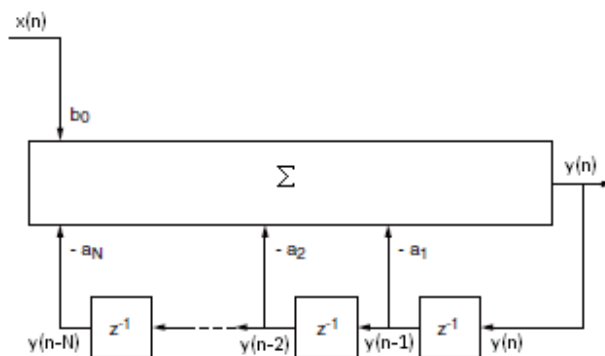 x(n)
b0
Σ
y(n)
- aN
- a2
- a1
z-1
z-1
z-1
y(n-N)
y(n-2)
y(n-1)
y(n)